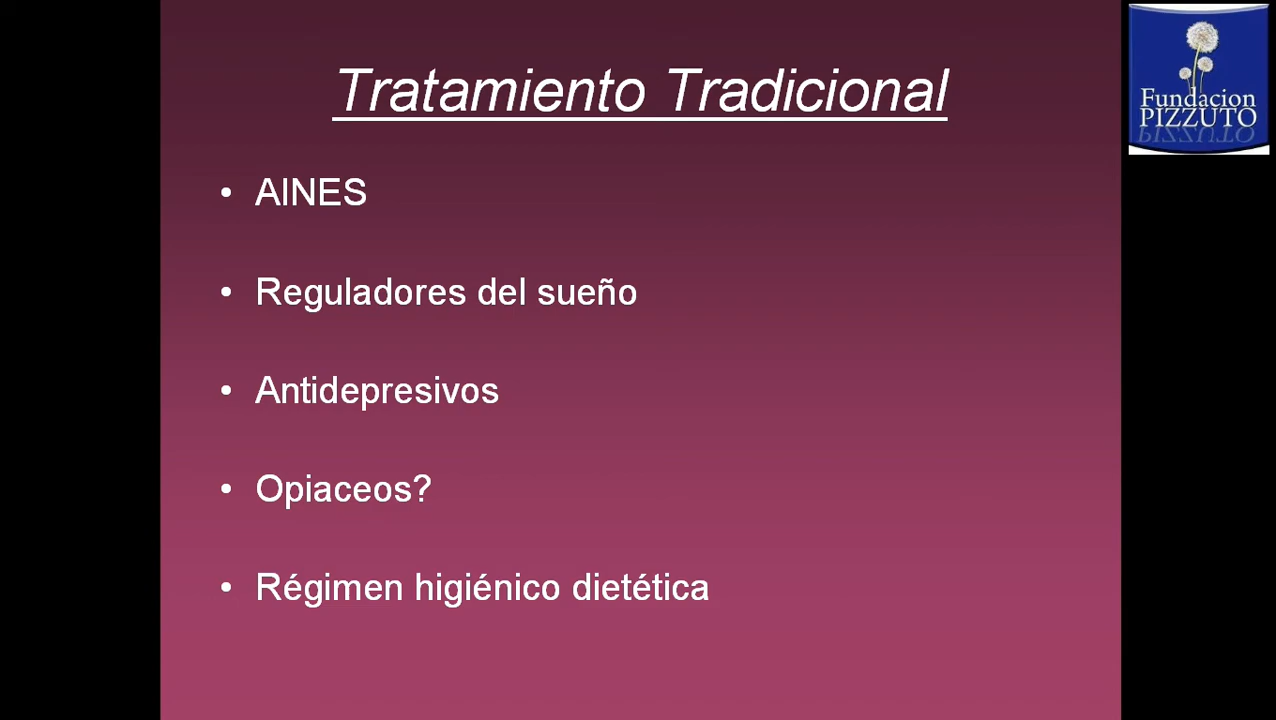 Tratamiento Tradicional
Fundacion
PIZZUTO
• AINES
• Reguladores del sueño
• Antidepresivos
• Opiaceos?
• Régimen higiénico dietética